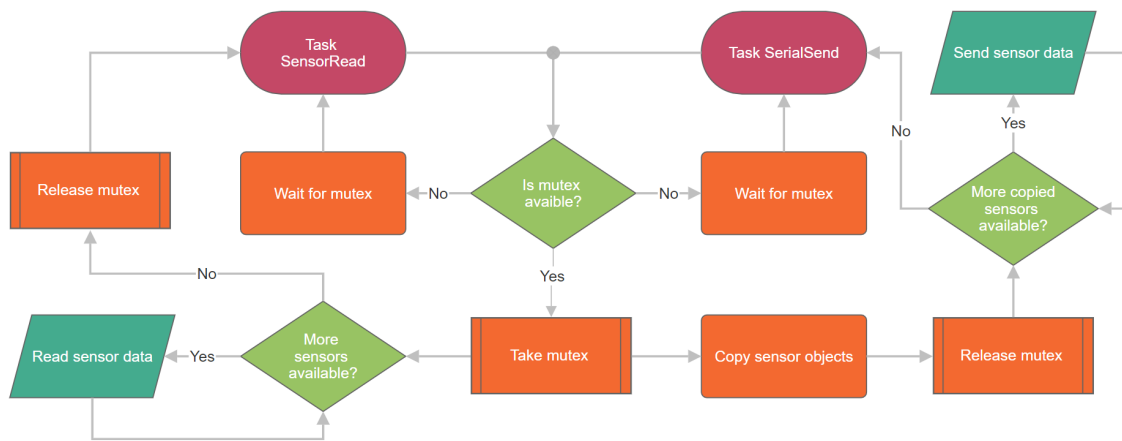 Task
SensorRead
Task SerialSend
Send sensor data
Yes
No
Release mutex
Wait for mutex
No
Is mutex
avaible?
No
Wait for mutex
More copied
sensors
available?
No
Yes
Read sensor data
Yes
More
sensors
available?
Take mutex
Copy sensor objects
Release mutex